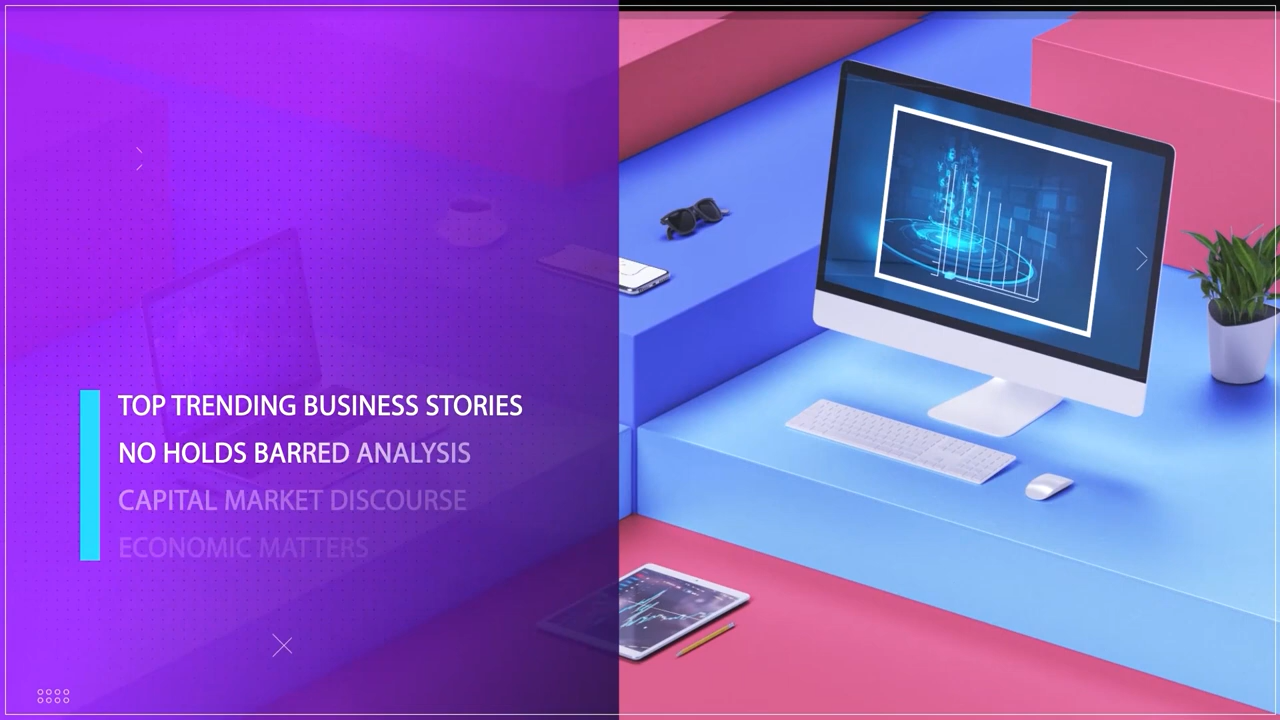 TOP TRENDING BUSINESS STORIES
NO HOLDS BARRED ANALYSIS
CAPITAL MARKET DISCOURSE
ECONOMIC MATTERS